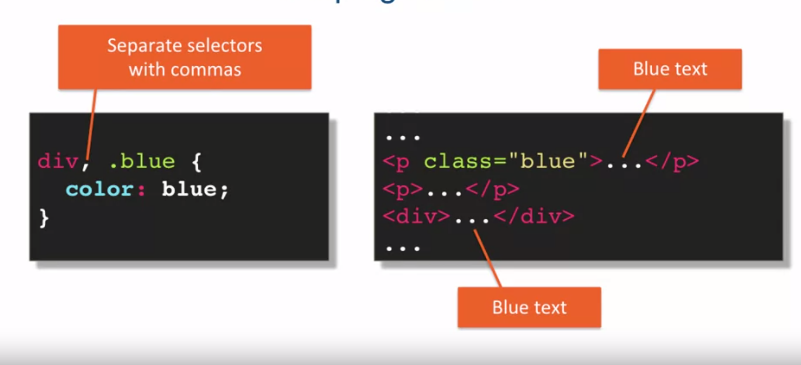 Separate selectors
with commas
Blue text
div, .blue {
  color: blue;
}
...
<p class="blue">...</p>
<p>...</p>
<div>...</div>
...
Blue text